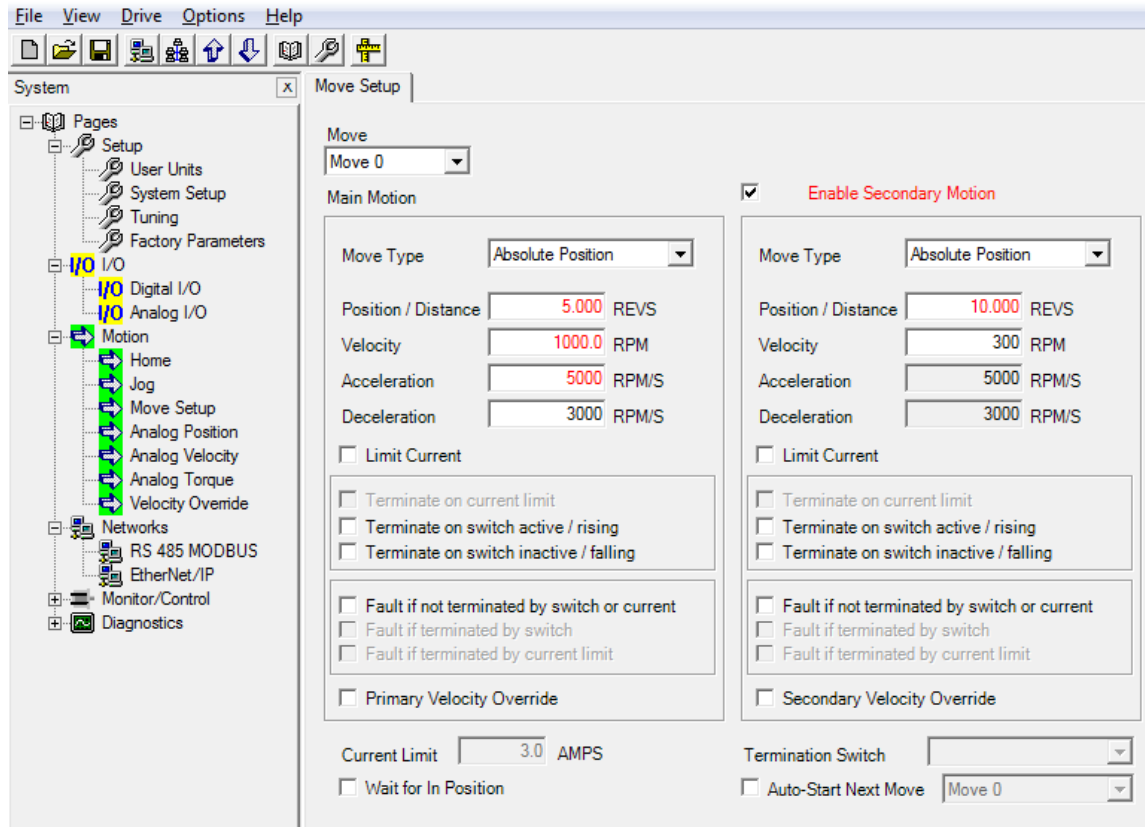 File View Drive Options Help
System x
Move Setup
Pages
Setup
User Units
System Setup
Tuning
Factory Parameters
I/O I/O
I/O Digital I/O
I/O Analog I/O
Motion
Home
Jog
Move Setup
Analog Position
Analog Velocity
Analog Torque
Velocity Override
Networks
RS 485 MODBUS
EtherNet/IP
Monitor/Control
Diagnostics
Move
Move 0
Main Motion
Move Type Absolute Position
Position / Distance 5.000 REVS
Velocity 1000.0 RPM
Acceleration 5000 RPM/S
Deceleration 3000 RPM/S
Limit Current
Terminate on current limit
Terminate on switch active / rising
Terminate on switch inactive / falling
Fault if not terminated by switch or current
Fault if terminated by switch
Fault if terminated by current limit
Primary Velocity Override
Current Limit 3.0 AMPS
Wait for In Position
Enable Secondary Motion
Move Type Absolute Position
Position / Distance 10.000 REVS
Velocity 300 RPM
Acceleration 5000 RPM/S
Deceleration 3000 RPM/S
Limit Current
Terminate on current limit
Terminate on switch active / rising
Terminate on switch inactive / falling
Fault if not terminated by switch or current
Fault if terminated by switch
Fault if terminated by current limit
Secondary Velocity Override
Termination Switch
Auto-Start Next Move Move 0